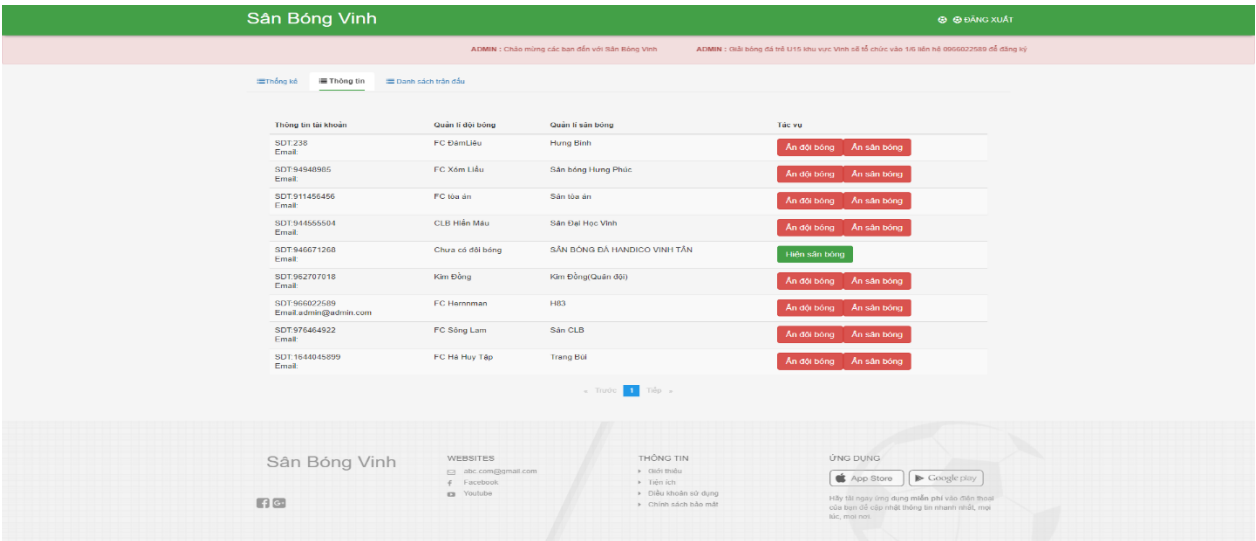 Sân Bóng Vinh
ĐĂNG XUẤT
ADMIN : Chào mừng các bạn đến với Sân Bóng Vinh ADMIN : Giải bóng đá trẻ U15 khu vực Vinh sẽ tổ chức vào 1/6 liên hệ 0966022589 để đăng ký
Thống kê Thông tin Danh sách trận đấu
Thông tin tài khoản Quản lí đội bóng Quản lí sân bóng Tác vụ
SDT:238 FC ĐămLiêu Hưng Bình Ẩn đội bóng Ẩn sân bóng
Email:
SDT:94948985 FC Xóm Liễu Sân bóng Hưng Phúc Ẩn đội bóng Ẩn sân bóng
Email:
SDT:911456456 FC tòa án Sân tòa án Ẩn đội bóng Ẩn sân bóng
Email:
SDT:944555504 CLB Hiến Máu Sân Đại Học Vinh Ẩn đội bóng Ẩn sân bóng
Email:
SDT:946671268 Chưa có đội bóng SÂN BÓNG ĐÁ HANDICO VINH TÂN Hiện sân bóng
Email:
SDT:962707018 Kim Đồng Kim Đồng(Quân đội) Ẩn đội bóng Ẩn sân bóng
Email:
SDT:966022589 FC Hernnman H83 Ẩn đội bóng Ẩn sân bóng
Email:admin@admin.com
SDT:976464922 FC Sông Lam Sân CLB Ẩn đội bóng Ẩn sân bóng
Email:
SDT:1644045899 FC Hà Huy Tập Trang Bùi Ẩn đội bóng Ẩn sân bóng
Email:
« Trước 1 Tiếp »
Sân Bóng Vinh
WEBSITES
abc.com@gmail.com
Facebook
Youtube
THÔNG TIN
Giới thiệu
Tiện ích
Điều khoản sử dụng
Chính sách bảo mật
ỨNG DỤNG
App Store Google play
Hãy tải ngay ứng dụng miễn phí vào điện thoại
của bạn để cập nhật thông tin nhanh nhất, mọi
lúc, mọi nơi.